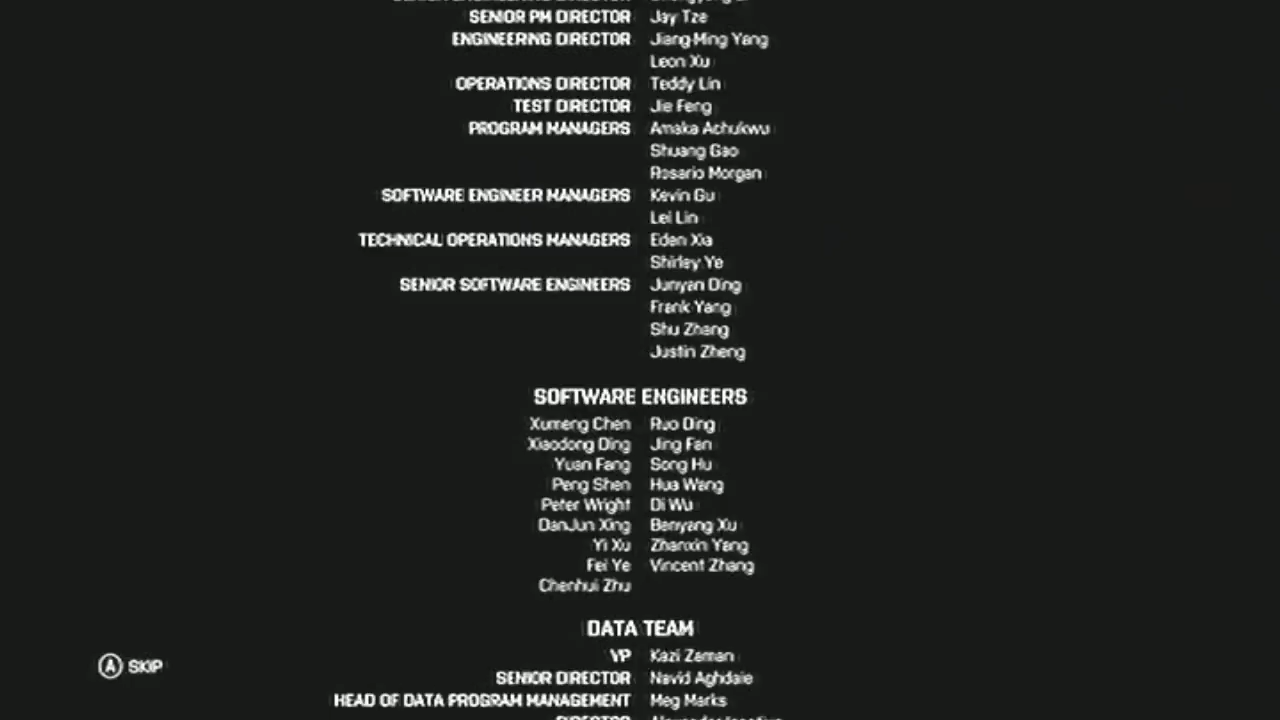 SENIOR PM DIRECTOR Jay Tze
ENGINEERING DIRECTOR Jiang-Ming Yang
Leon Xu
OPERATIONS DIRECTOR Teddy Lin
TEST DIRECTOR Jie Feng
PROGRAM MANAGERS Amaka Achukwu
Shuang Gao
Rosario Morgan
SOFTWARE ENGINEER MANAGERS Kevin Gu
Lei Lin
TECHNICAL OPERATIONS MANAGERS Eden Xia
Shirley Ye
SENIOR SOFTWARE ENGINEERS Junyan Ding
Frank Yang
Shu Zhang
Justin Zheng
SOFTWARE ENGINEERS
Xumeng Chen Ruo Ding
Xiaodong Ding Jing Fan
Yuan Fang Song Hu
Peng Shen Hua Wang
Peter Wright Di Wu
DanJun Xing Benyang Xu
Yi Xu Zhanxin Yang
Fei Ye Vincent Zhang
Chenhui Zhu
DATA TEAM
VP Kazi Zaman
A SKIP
SENIOR DIRECTOR Navid Aghdaie
HEAD OF DATA PROGRAM MANAGEMENT Meg Marks
DIRECTOR